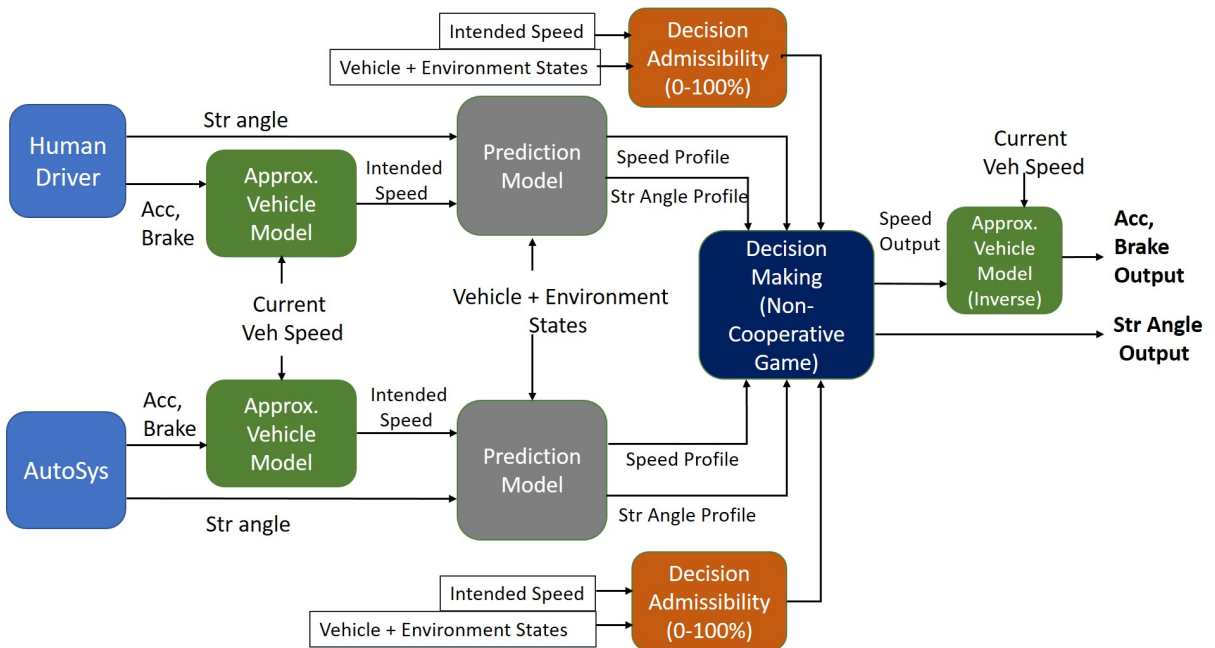 Intended Speed
Vehicle + Environment States
Decision
Admissibility
(0-100%)
Human
Driver
Str angle
Acc,
Brake
Approx.
Vehicle
Model
Intended
Speed
Prediction
Model
Speed Profile
Str Angle Profile
Current
Veh Speed
Vehicle + Environment
States
Decision
Making
(Non-
Cooperative
Game)
Speed
Output
Current
Veh Speed
Approx.
Vehicle
Model
(Inverse)
Acc,
Brake
Output
Str Angle
Output
AutoSys
Acc,
Brake
Str angle
Approx.
Vehicle
Model
Intended
Speed
Prediction
Model
Speed Profile
Str Angle Profile
Intended Speed
Vehicle + Environment States
Decision
Admissibility
(0-100%)